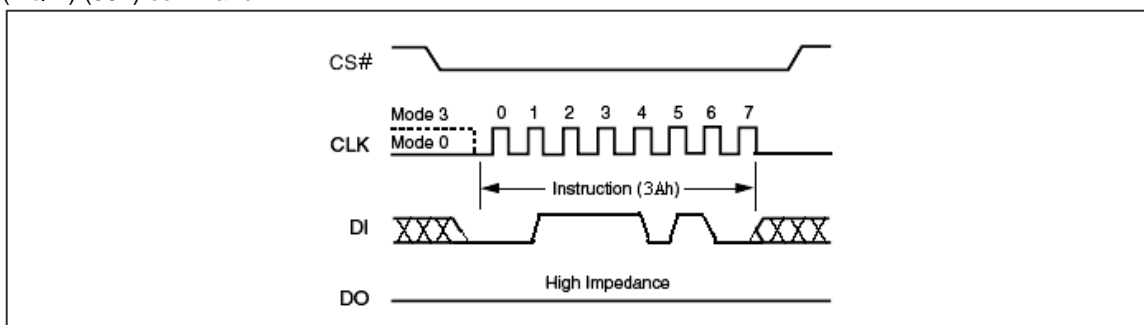 CS#
Mode 3 0 1 2 3 4 5 6 7
CLK Mode 0
Instruction (3Ah)
DI
High Impedance
DO